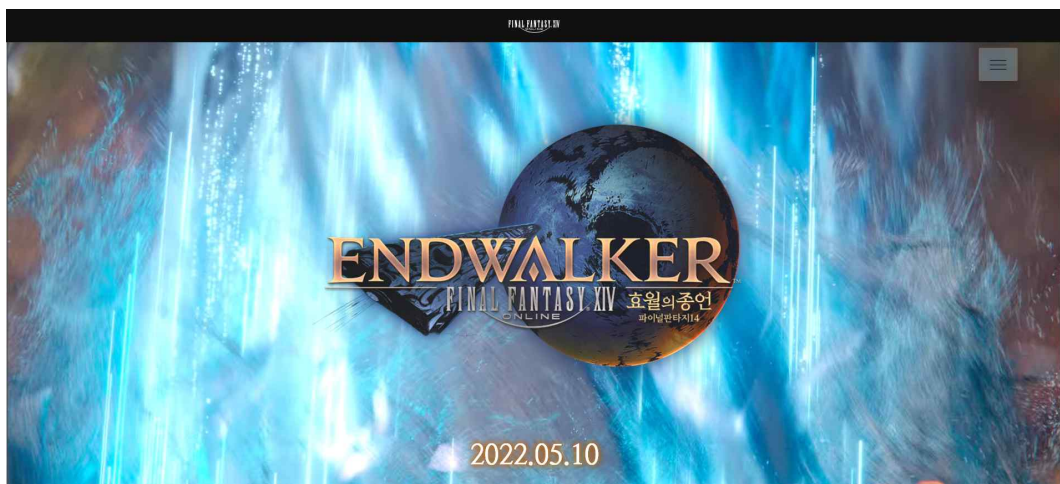 FINAL FANTASY XIV
ONLINE
ENDWALKER
FINAL FANTASY XIV
ONLINE
효월의 종언
파이널판타지14
2022.05.10